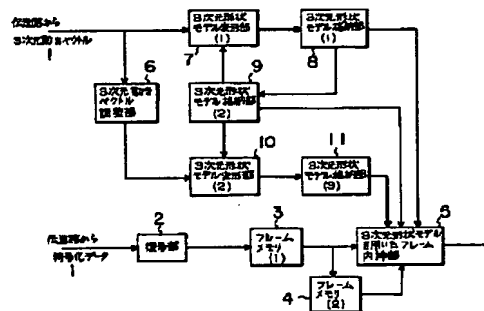 伝送路から
3次元動きベクトル
1
3次元形状
モデル変形部
(1)
7
3次元形状
モデル格納部
(1)
8
6
3次元動き
ベクトル
調整部
9
3次元形状
モデル格納部
(2)
10
3次元形状
モデル変形部
(2)
11
3次元形状
モデル格納部
(3)
伝送路から
符号化データ
1
2
復号部
3
フレーム
メモリ
(1)
4
フレーム
メモリ
(2)
5
3次元形状モデル
を用いたフレーム
内挿部